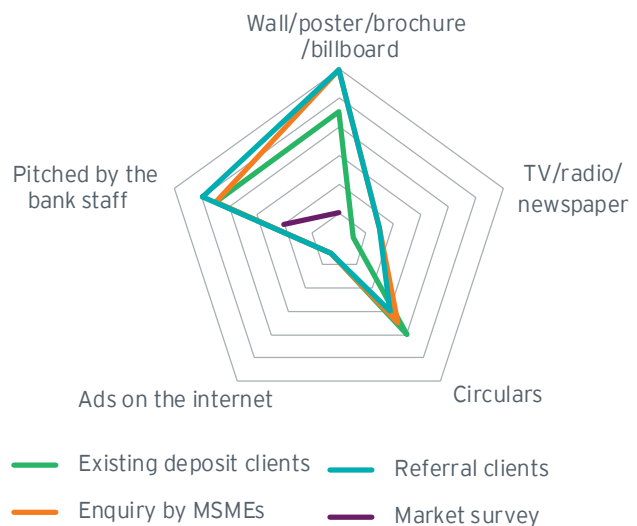 Wall/poster/brochure
/billboard
Pitched by the
bank staff
TV/radio/
newspaper
Ads on the internet
Circulars
Existing deposit clients
Referral clients
Enquiry by MSMEs
Market survey